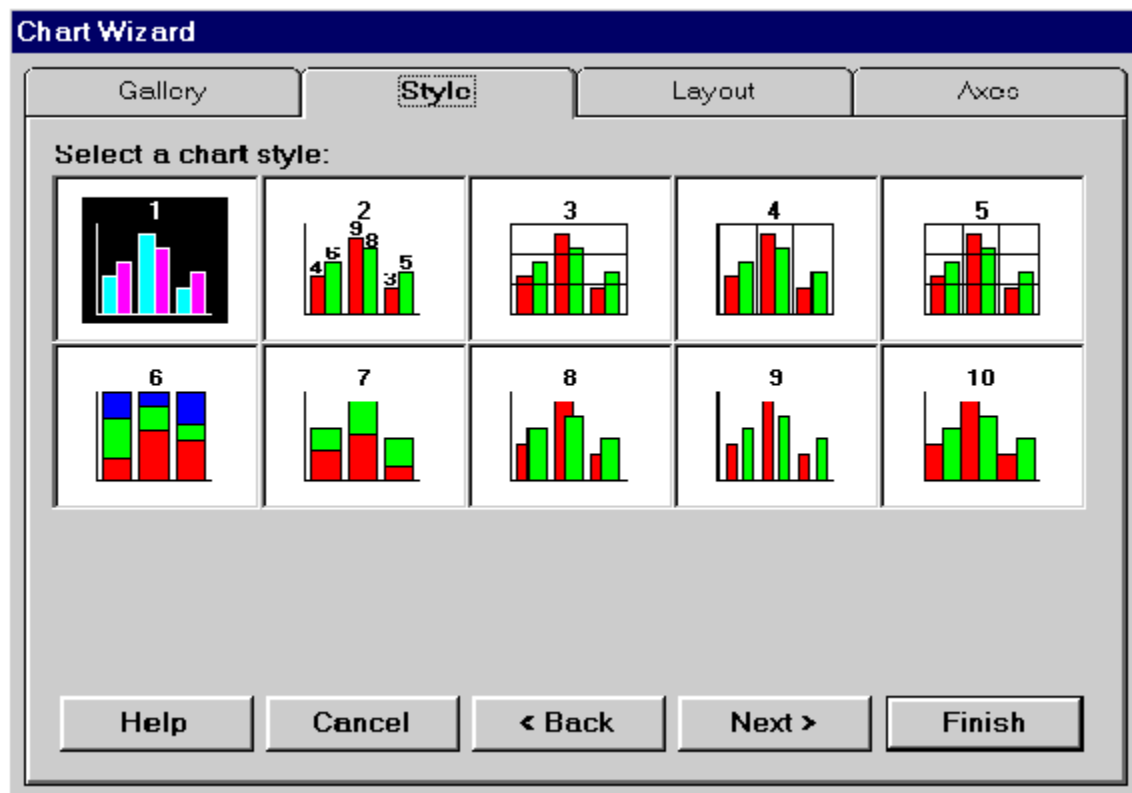 Chart Wizard
Gallery Style Layout Axes
Select a chart style:
1 2 3 4 5
4 6 9 8 3 5
6 7 8 9 10
Help Cancel < Back Next > Finish